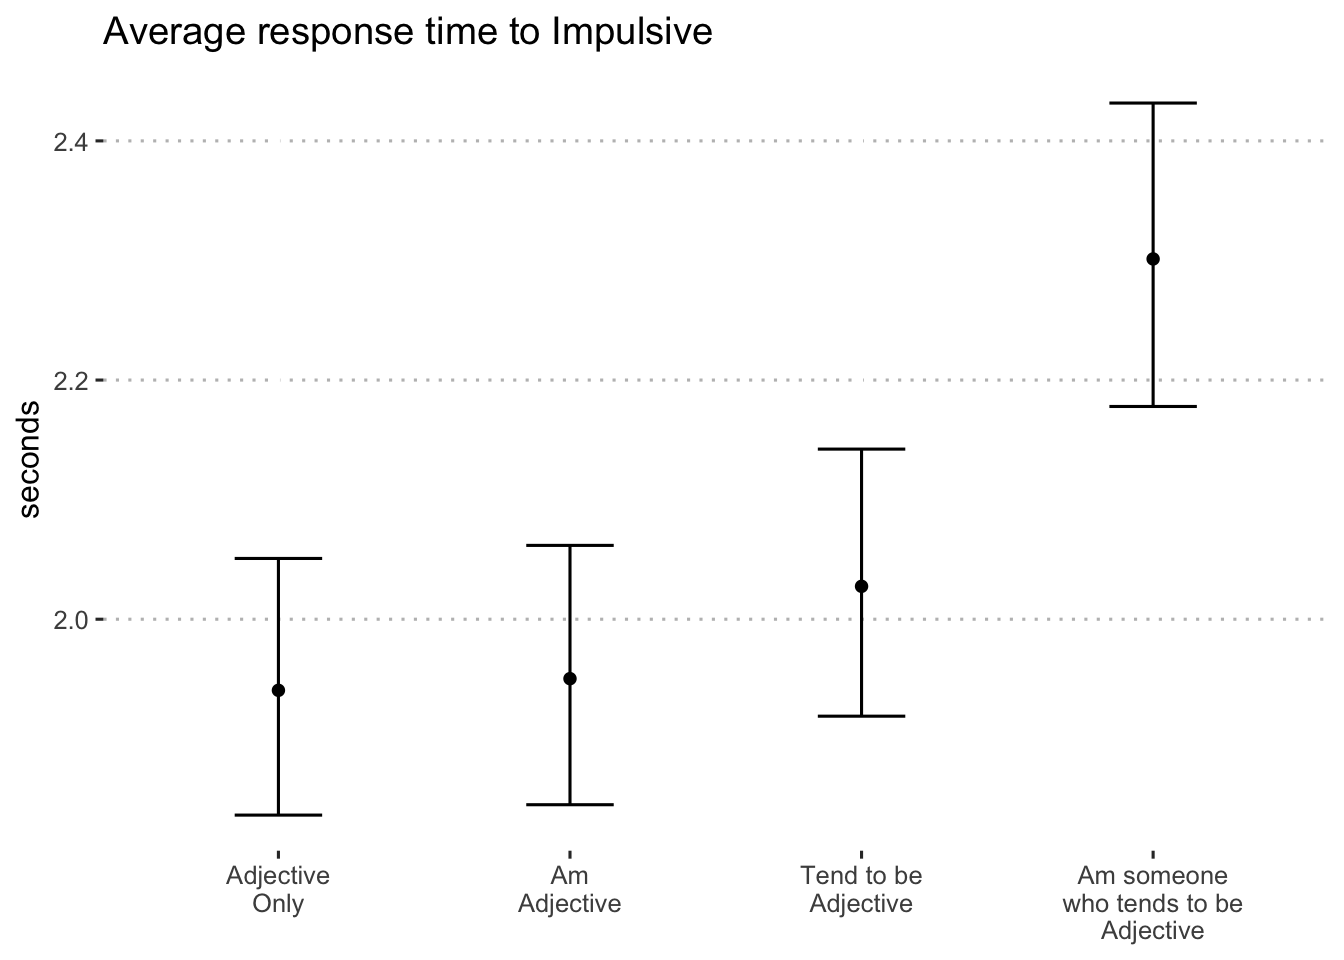 Average response time to Impulsive
2.4
2.2
2.0
seconds
Adjective
Only
Am
Adjective
Tend to be
Adjective
Am someone
who tends to be
Adjective